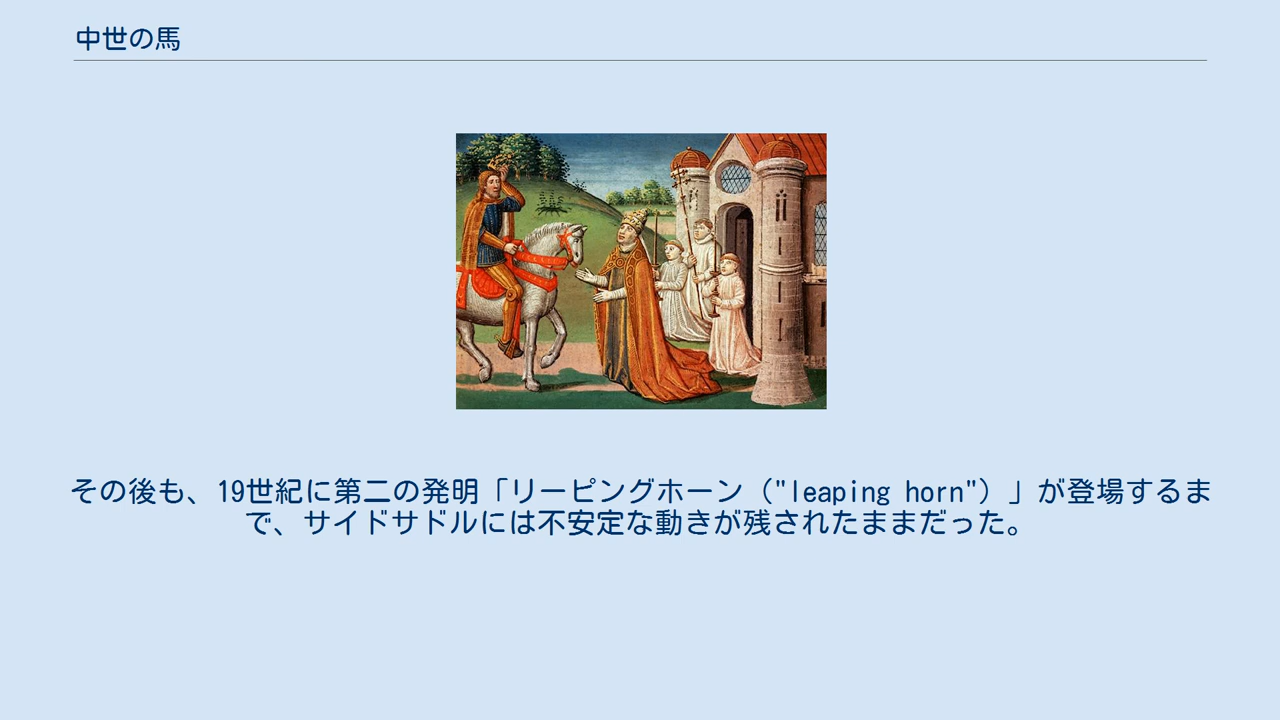 中世の馬
その後も、19世紀に第二の発明「リーピングホーン（"leaping horn"）」が登場するま
で、サイドサドルには不安定な動きが残されたままだった。